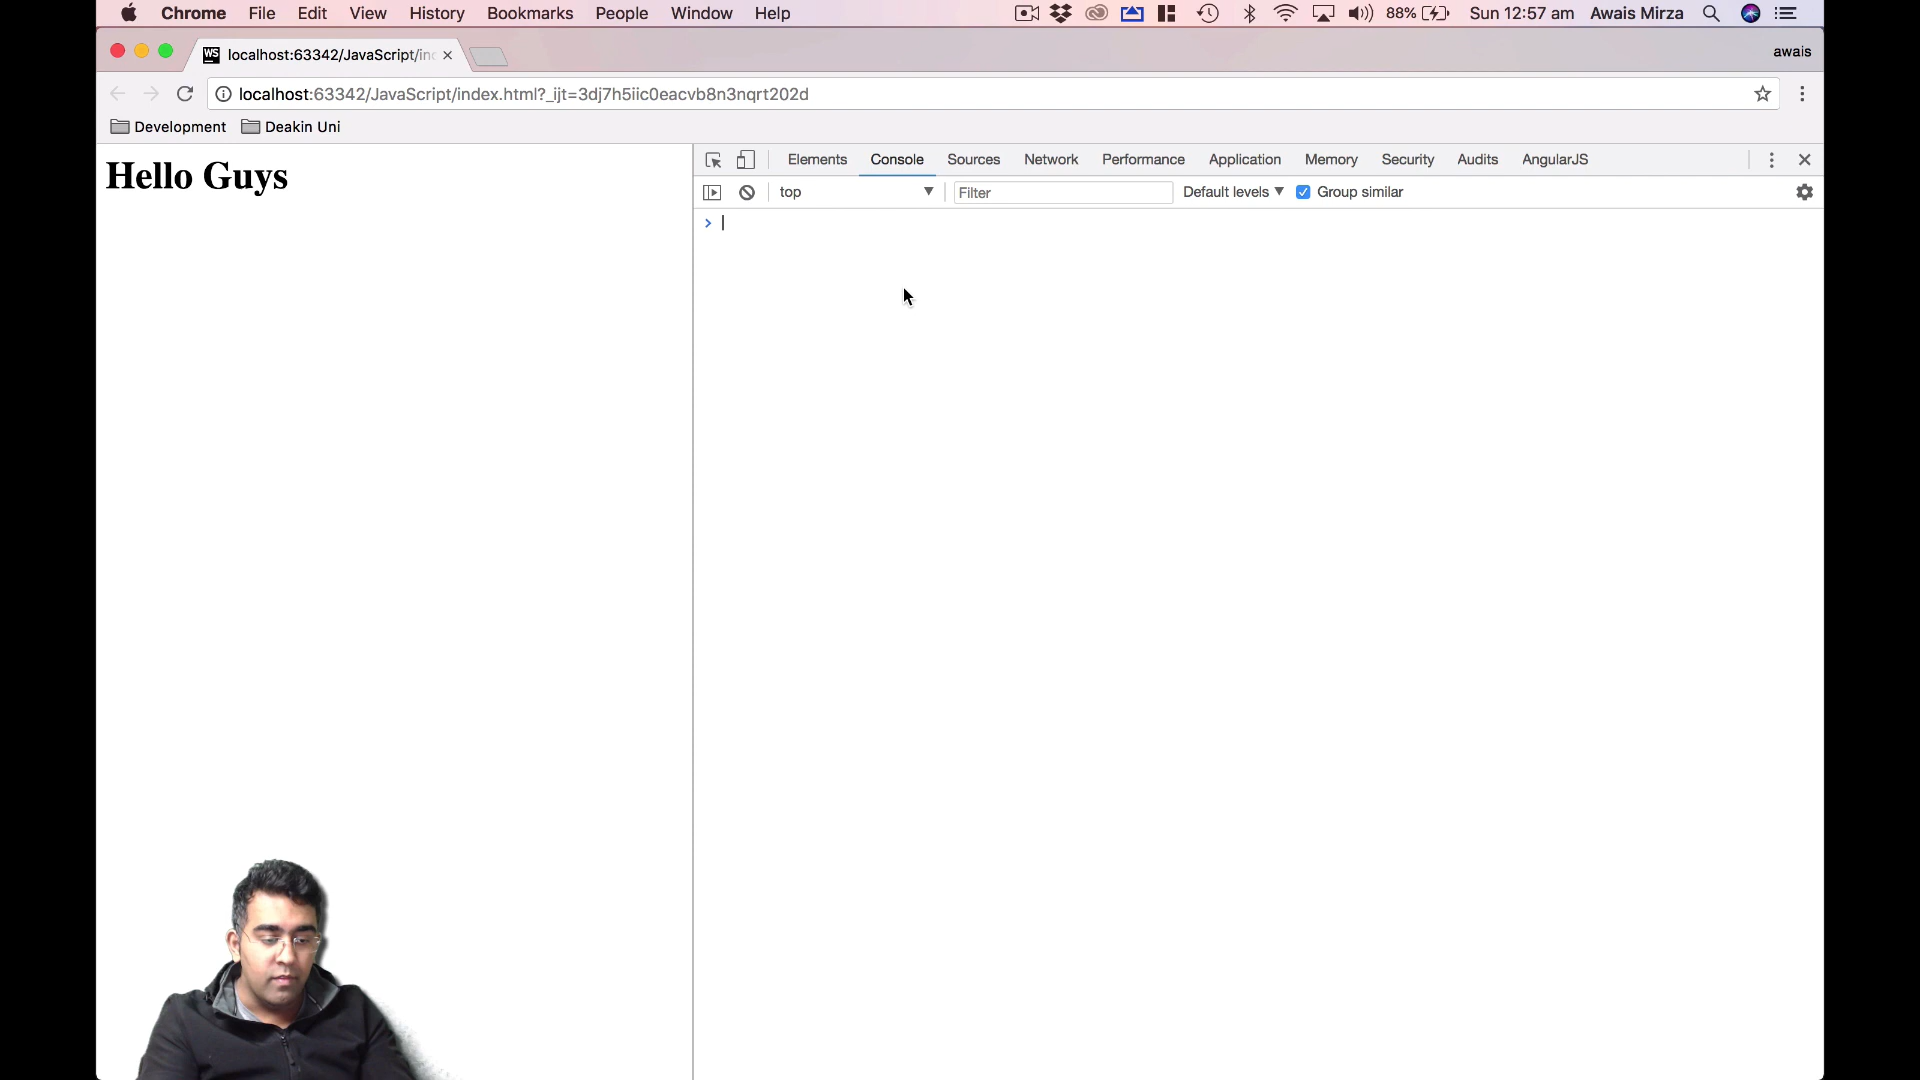 Chrome File Edit View History Bookmarks People Window Help 88% Sun 12:57 am Awais Mirza
WS localhost:63342/JavaScript/in awais
localhost:63342/JavaScript/index.html?_ijt=3dj7h5iic0eacvb8n3nqrt202d
Development Deakin Uni
Hello Guys
Elements Console Sources Network Performance Application Memory Security Audits AngularJS
top Filter Default levels Group similar